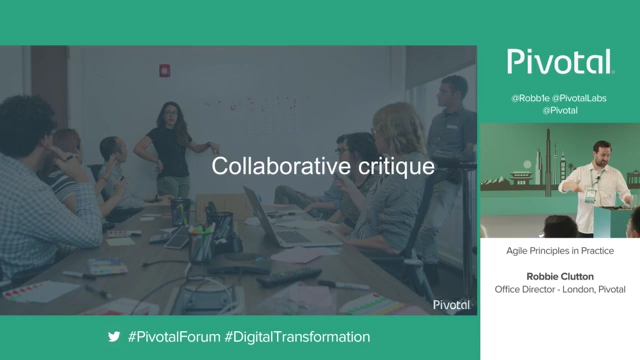 Collaborative critique
Pivotal
#PivotalForum #DigitalTransformation
Pivotal
@Robb1e @PivotalLabs
@Pivotal
Agile Principles in Practice
Robbie Clutton
Office Director - London, Pivotal